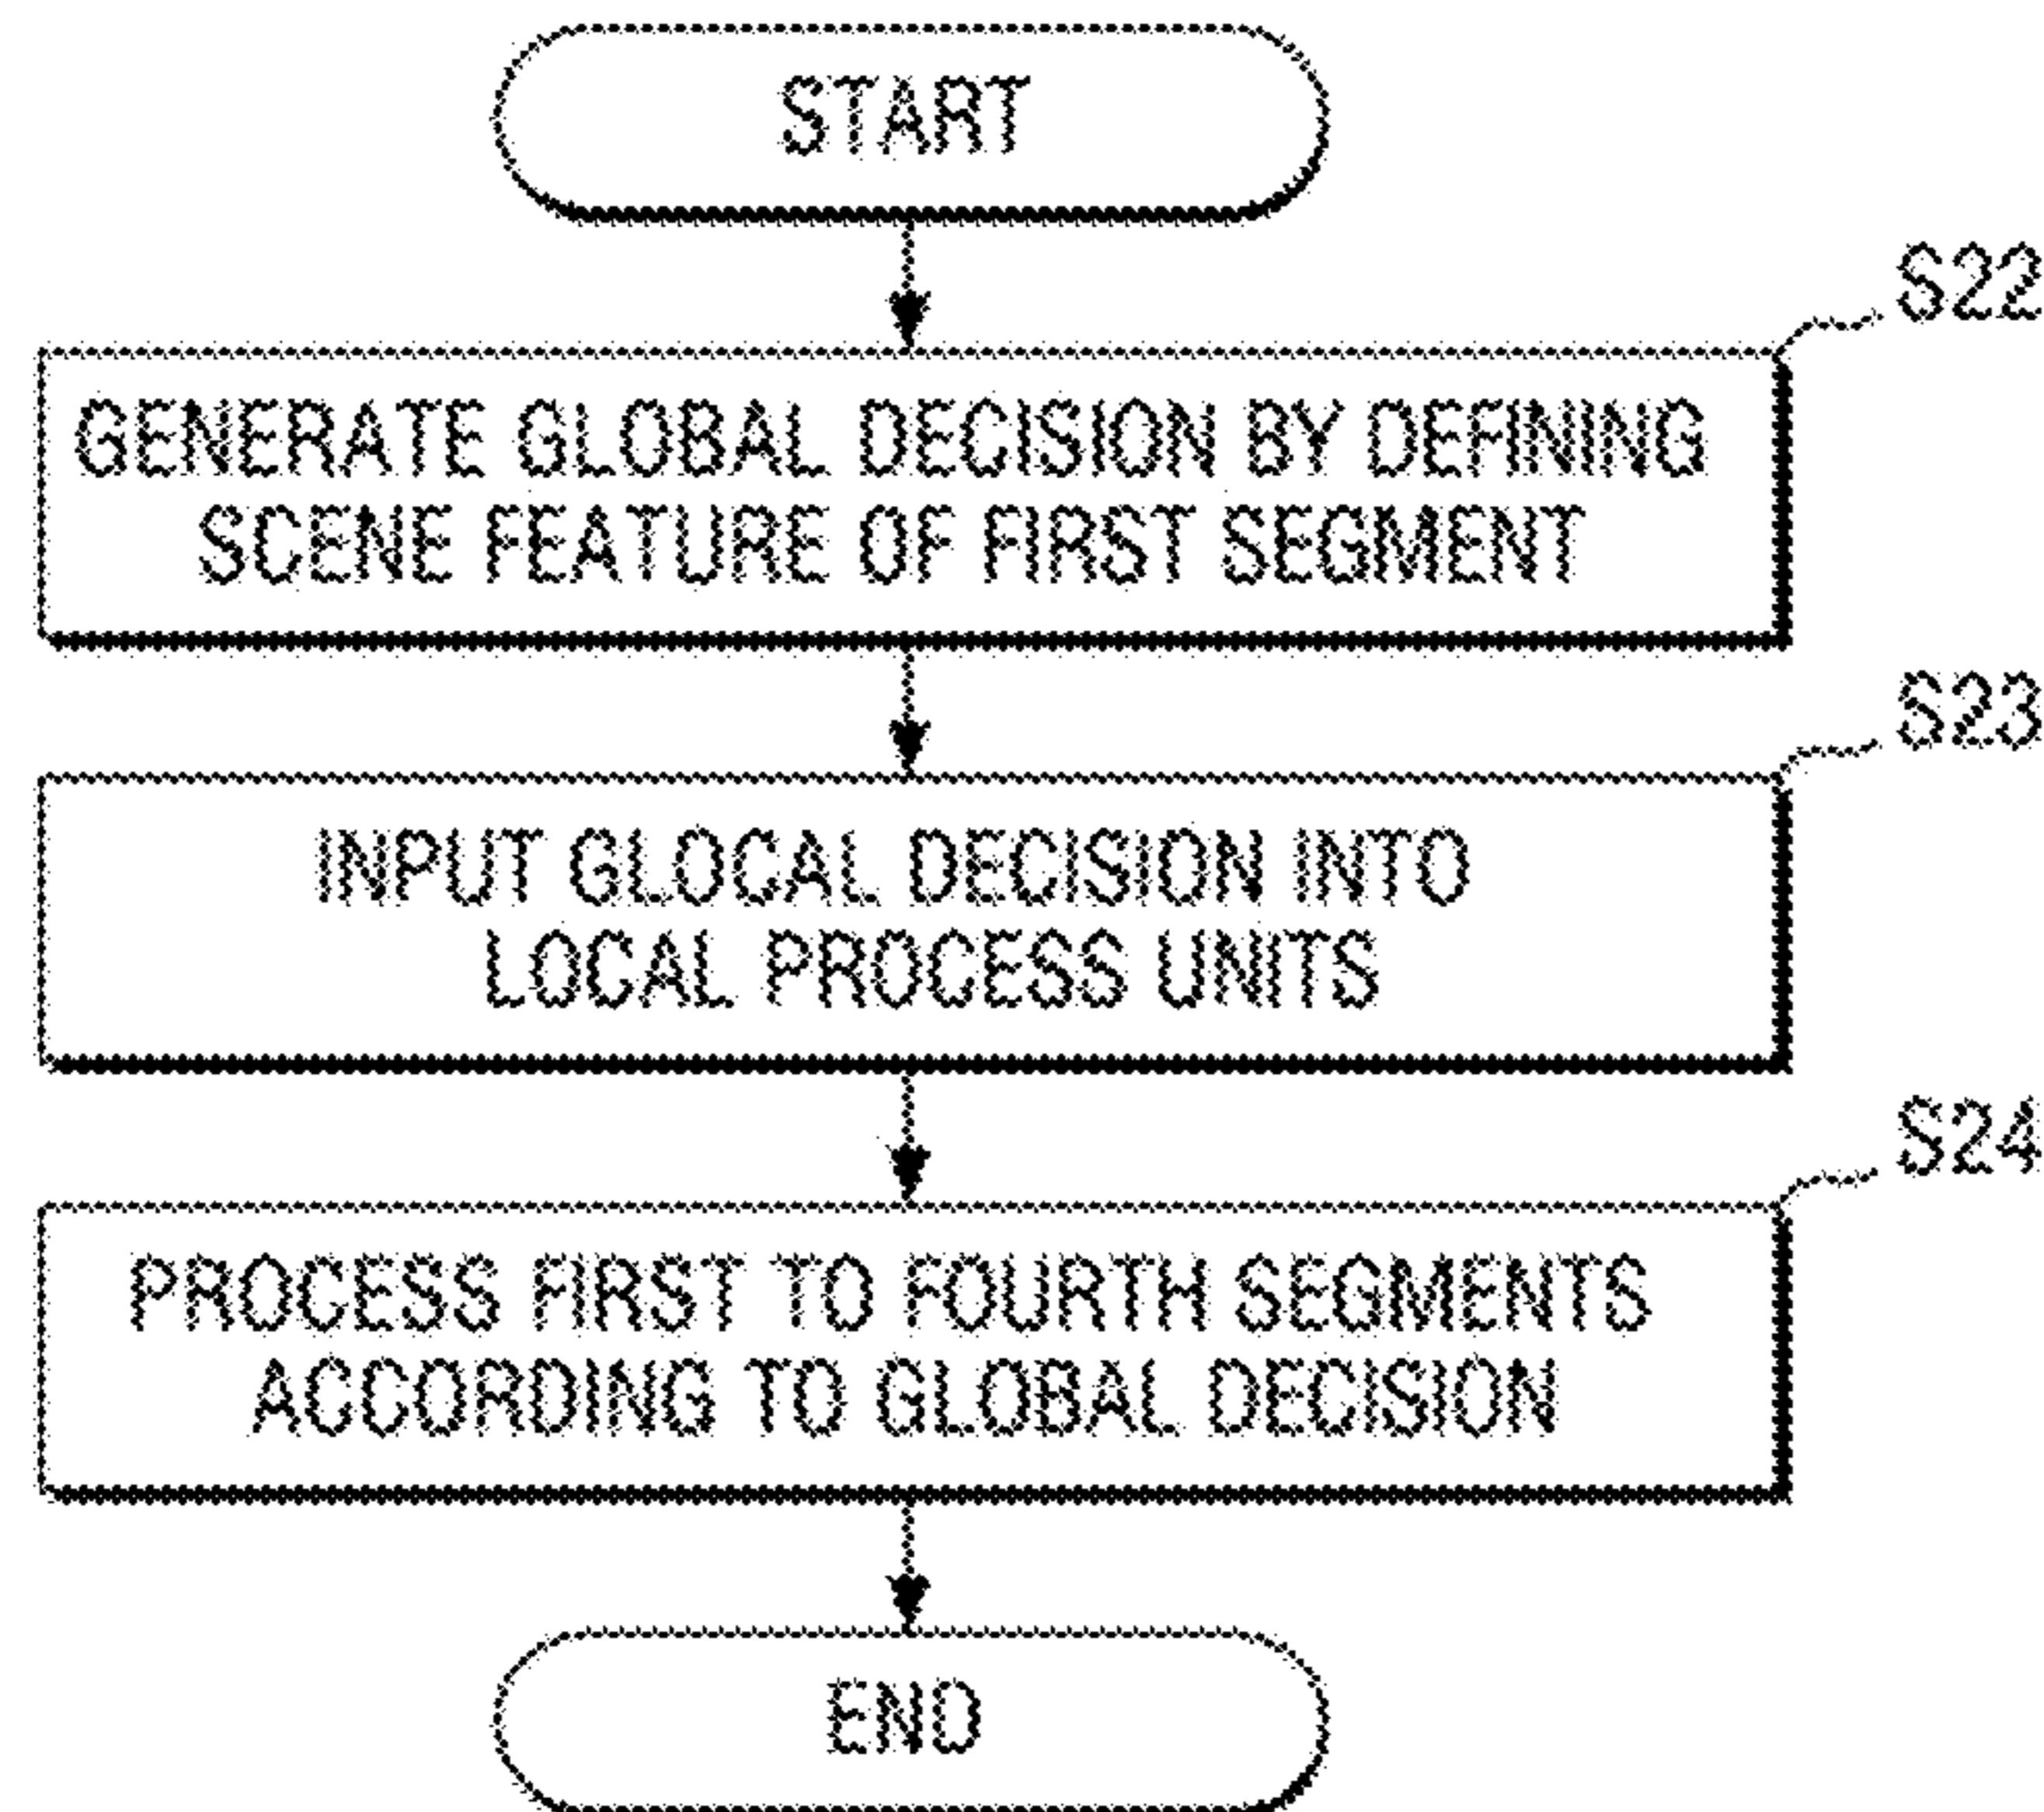 START
S22
GENERATE GLOBAL DECISION BY DEFINING
SCENE FEATURE OF FIRST SEGMENT
S23
INPUT GLOCAL DECISION INTO
LOCAL PROCESS UNITS
S24
PROCESS FIRST TO FOURTH SEGMENTS
ACCORDING TO GLOBAL DECISION
END